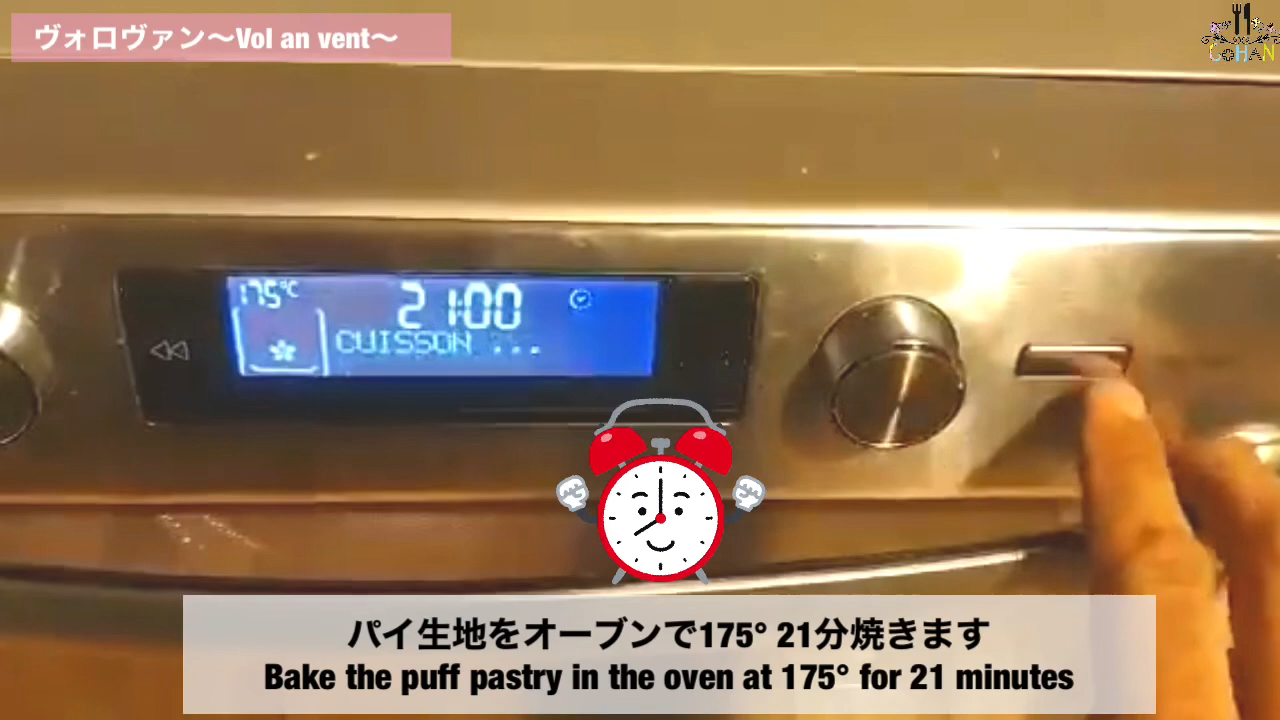 ヴォロヴァン〜Vol an vent〜
CoHAN
175°C
21:00
CUISSON ...
パイ生地をオーブンで175° 21分焼きます
Bake the puff pastry in the oven at 175° for 21 minutes